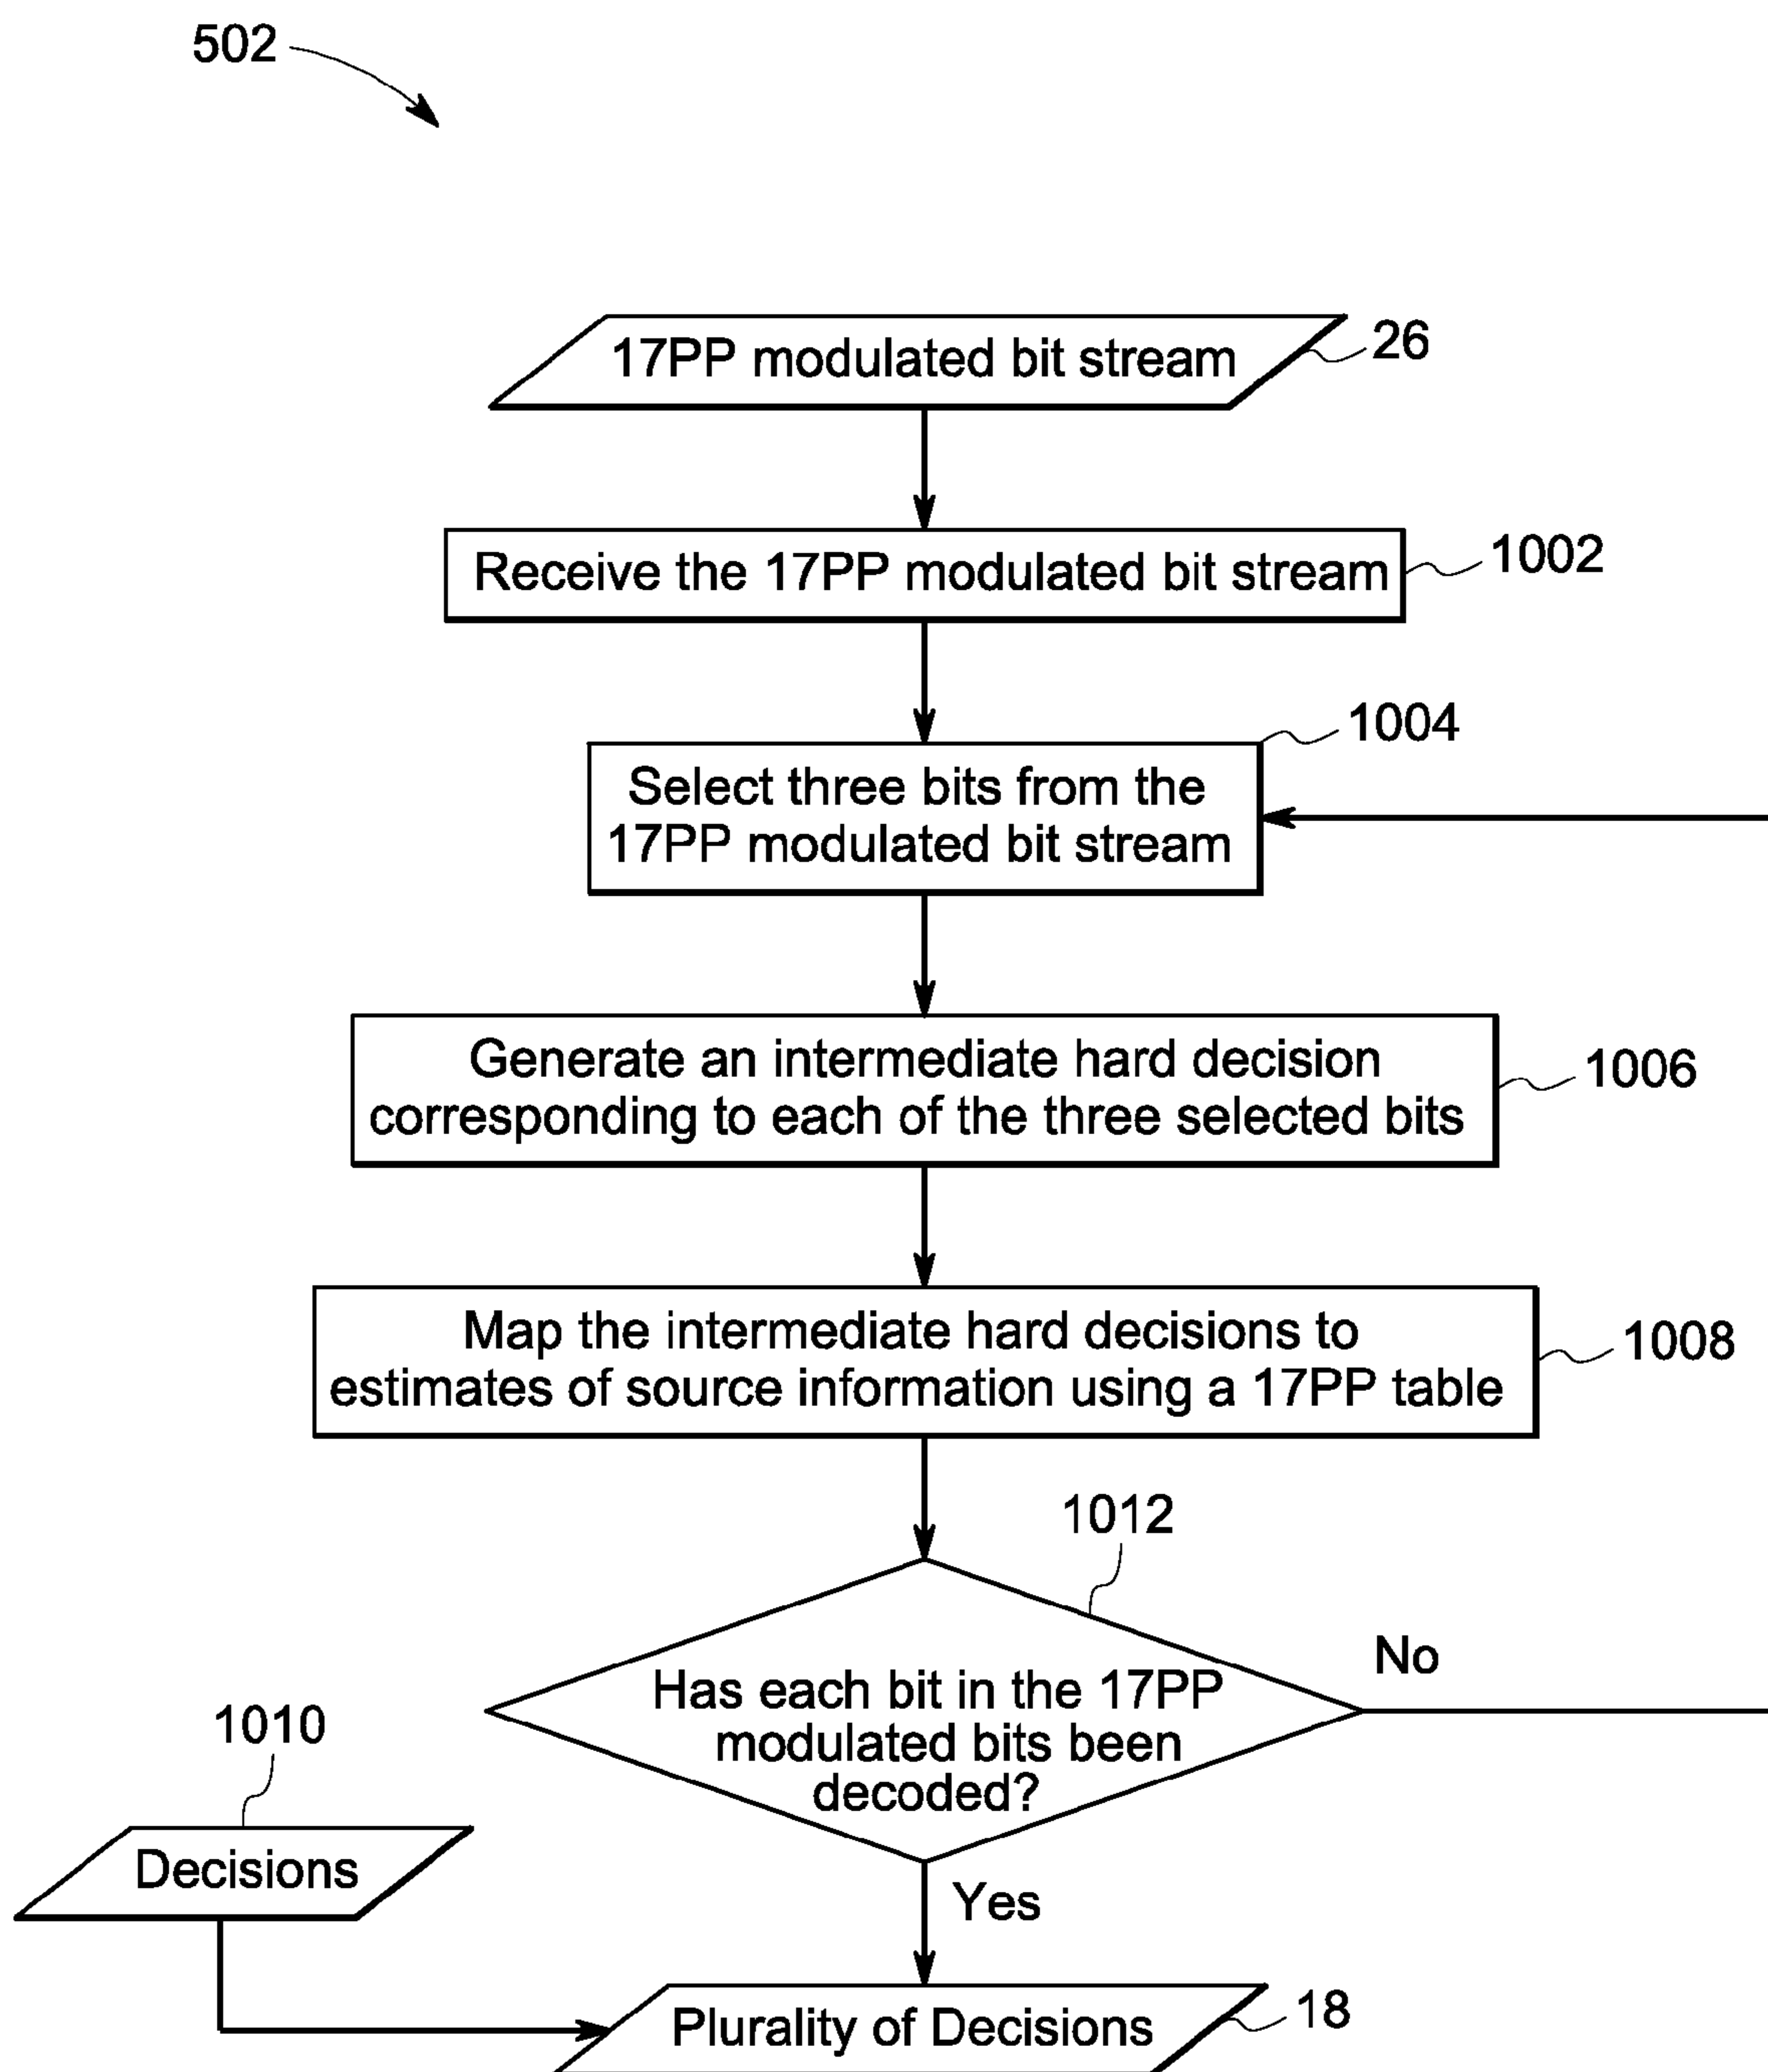 502
17PP modulated bit stream
26
Receive the 17PP modulated bit stream
1002
1004
Select three bits from the
17PP modulated bit stream
Generate an intermediate hard decision
corresponding to each of the three selected bits
1006
Map the intermediate hard decisions to
estimates of source information using a 17PP table
1008
1012
Has each bit in the 17PP
modulated bits been
decoded?
No
1010
Decisions
Yes
Plurality of Decisions
18